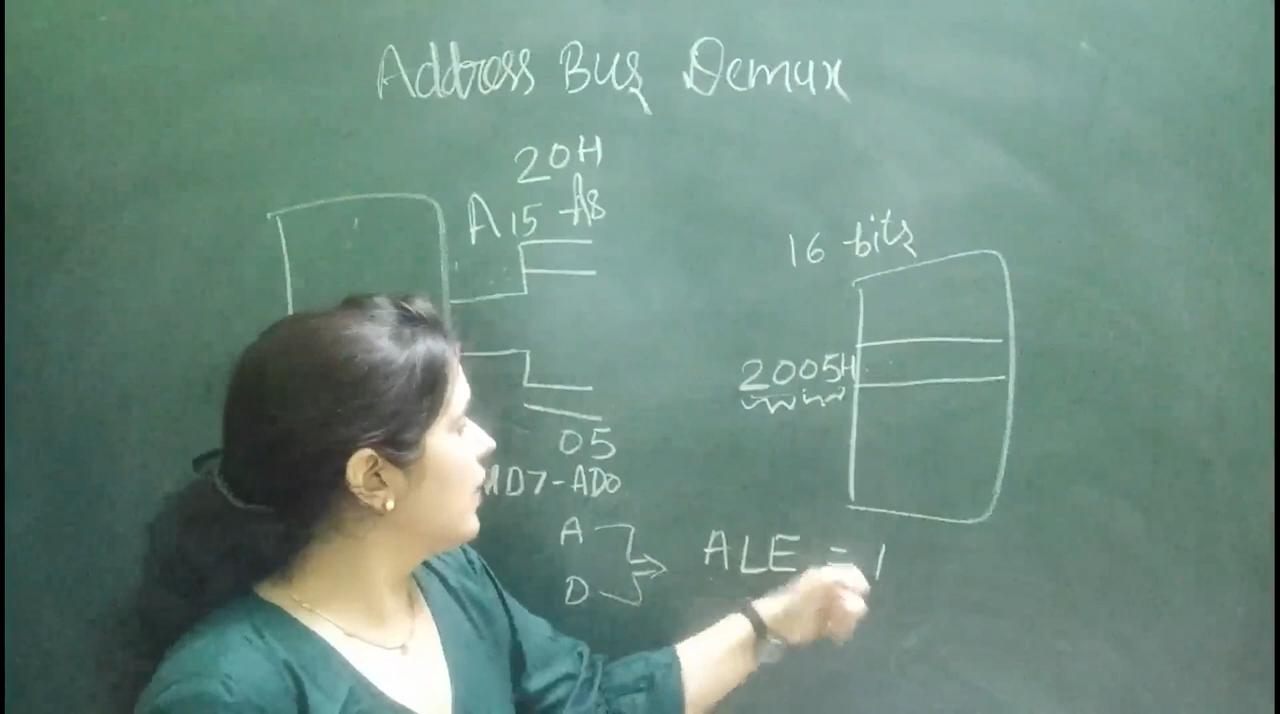 Address Bus Demux
20H
A15-A8
16 bits
2005H
05
AD7-AD0
A
D
ALE = 1